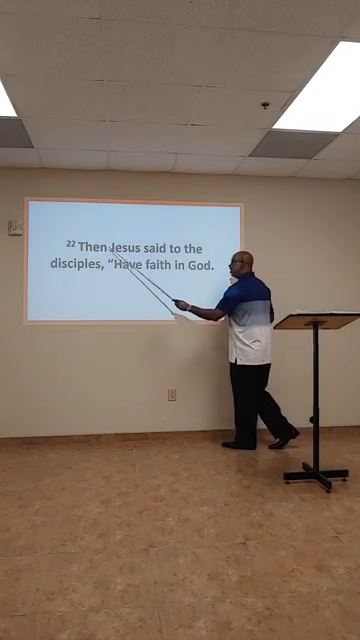 22 Then Jesus said to the
disciples, “Have faith in God.